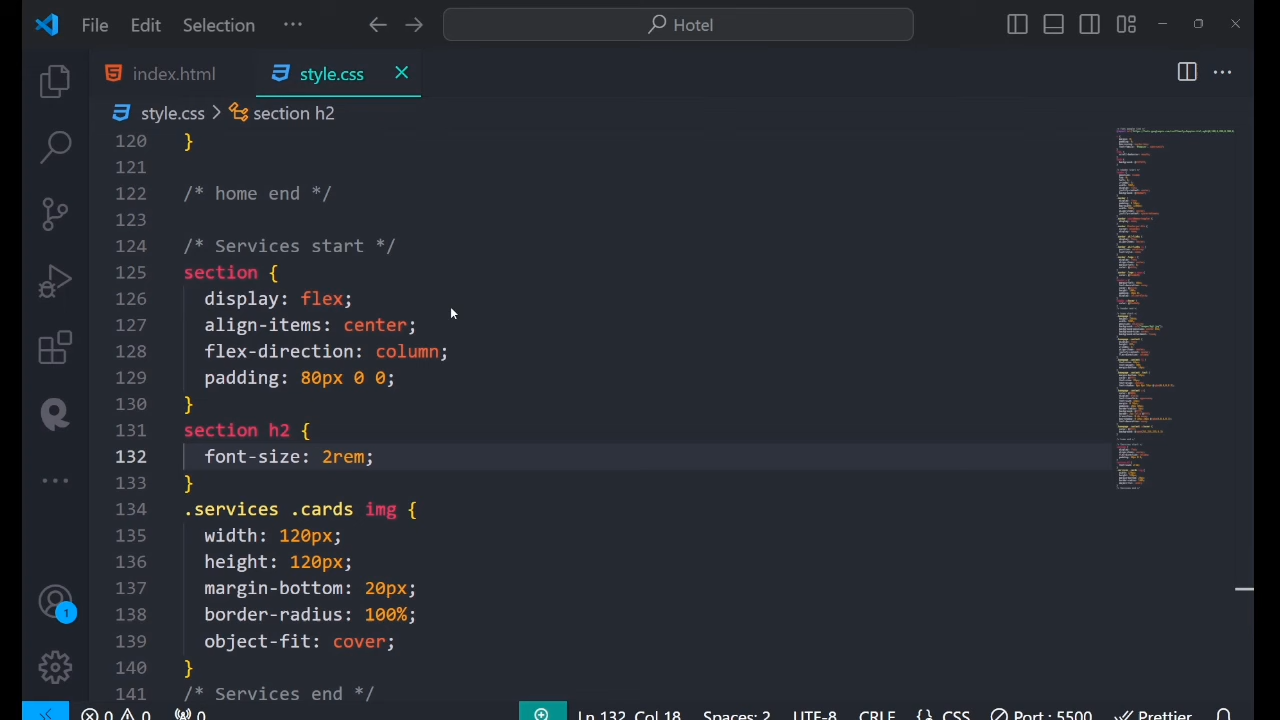 File Edit Selection ··· Hotel
index.html style.css
style.css > section h2
120 }
121
122 /* home end */
123
124 /* Services start */
125 section {
126 display: flex;
127 align-items: center;
128 flex-direction: column;
129 padding: 80px 0 0;
130 }
131 section h2 {
132 font-size: 2rem;
133 }
134 .services .cards img {
135 width: 120px;
136 height: 120px;
137 margin-bottom: 20px;
138 border-radius: 100%;
139 object-fit: cover;
140 }
141 /* Services end */
1
0 0 0 Ln 132, Col 18 Spaces: 2 UTF-8 CRLF {} CSS Port : 5500 Prettier